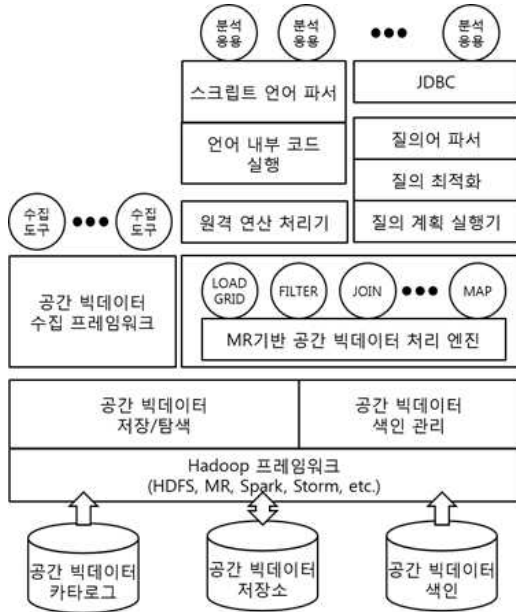 분석
응용
분석
응용
분석
응용
스크립트 언어 파서
JDBC
언어 내부 코드
실행
질의어 파서
질의 최적화
수집
도구
수집
도구
원격 연산 처리기
질의 계획 실행기
공간 빅데이터
수집 프레임워크
LOAD
GRID
FILTER
JOIN
MAP
MR기반 공간 빅데이터 처리 엔진
공간 빅데이터
저장/탐색
공간 빅데이터
색인 관리
Hadoop 프레임워크
(HDFS, MR, Spark, Storm, etc.)
공간 빅데이터
카타로그
공간 빅데이터
저장소
공간 빅데이터
색인